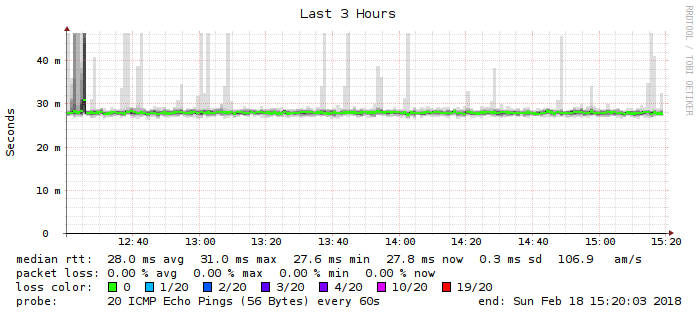 Last 3 Hours
RRDTOOL / TOBI OETIKER
Seconds
40 m
30 m
20 m
10 m
0
12:40 13:00 13:20 13:40 14:00 14:20 14:40 15:00 15:20
median rtt: 28.0 ms avg 31.0 ms max 27.6 ms min 27.8 ms now 0.3 ms sd 106.9 am/s
packet loss: 0.00 % avg 0.00 % max 0.00 % min 0.00 % now
loss color: 0 1/20 2/20 3/20 4/20 10/20 19/20
probe: 20 ICMP Echo Pings (56 Bytes) every 60s end: Sun Feb 18 15:20:03 2018